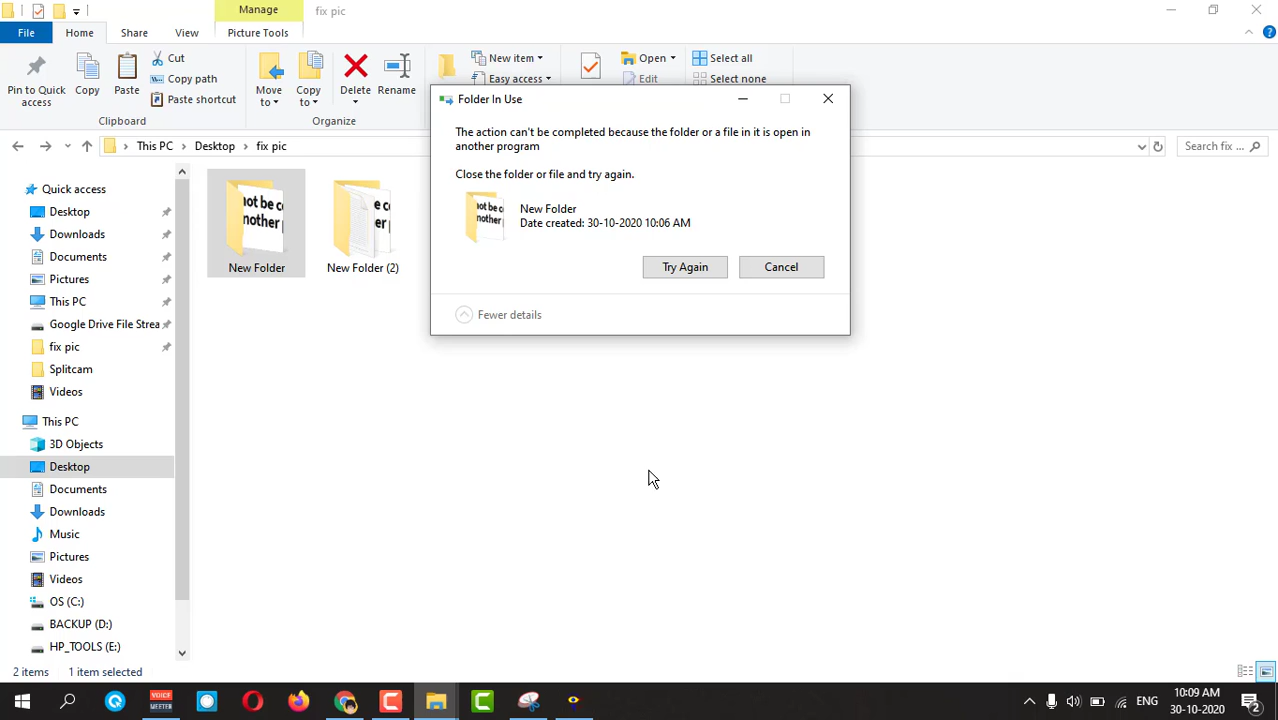 Manage
fix pic
File
Home
Share
View
Picture Tools
Pin to Quick
access
Copy
Paste
Cut
Copy path
Paste shortcut
Clipboard
Move
to
Copy
to
Delete
Rename
Organize
New item
Easy access
Open
Edit
Select all
Select none
This PC
Desktop
fix pic
Search fix ...
Quick access
Desktop
Downloads
Documents
Pictures
This PC
Google Drive File Strea
fix pic
Splitcam
Videos
This PC
3D Objects
Desktop
Documents
Downloads
Music
Pictures
Videos
OS (C:)
BACKUP (D:)
HP_TOOLS (E:)
not be c
nother
New Folder
New Folder (2)
Folder In Use
The action can't be completed because the folder or a file in it is open in
another program
Close the folder or file and try again.
New Folder
Date created: 30-10-2020 10:06 AM
Try Again
Cancel
Fewer details
2 items
1 item selected
VOICE
MEETER
ENG
10:09 AM
30-10-2020
2